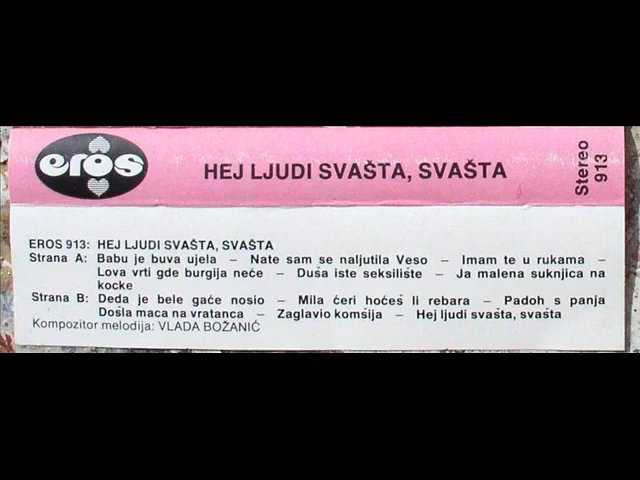 eros
HEJ LJUDI SVAŠTA, SVAŠTA
Stereo
913
EROS 913: HEJ LJUDI SVAŠTA, SVAŠTA
Strana A: Babu je buva ujela – Nate sam se naljutila Veso – Imam te u rukama –
Lova vrti gde burgija neće – Duša iste seksiliste – Ja malena suknjica na
kocke
Strana B: Deda je bele gaće nosio – Mila ćeri hoćeš li rebara – Padoh s panja
Došla maca na vratanca – Zaglavio komšija – Hej ljudi svašta, svašta
Kompozitor melodija: VLADA BOŽANIĆ